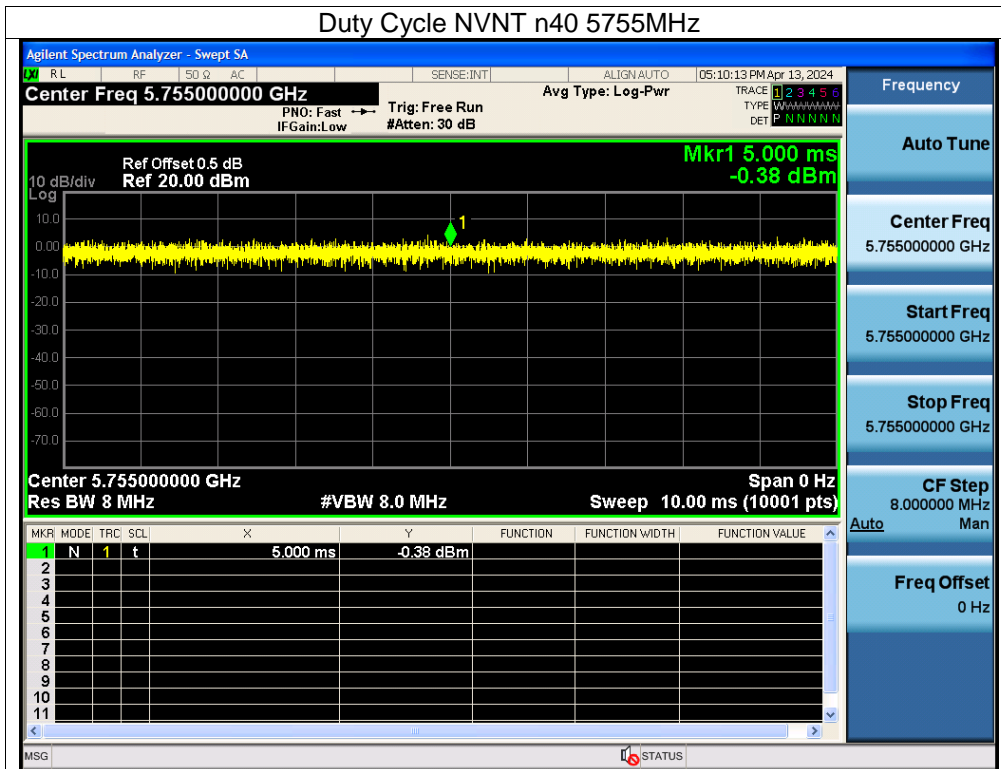 Duty Cycle NVNT n40 5755MHz
Agilent Spectrum Analyzer - Swept SA
LXI RL RF 50 Ω AC SENSE:INT ALIGN AUTO 05:10:13 PM Apr 13, 2024
Center Freq 5.755000000 GHz
PNO: Fast
IFGain:Low
Trig: Free Run
#Atten: 30 dB
Avg Type: Log-Pwr
TRACE 1 2 3 4 5 6
TYPE
DET P N N N N N
Frequency
Auto Tune
Center Freq
5.755000000 GHz
Start Freq
5.755000000 GHz
Stop Freq
5.755000000 GHz
CF Step
8.000000 MHz
Auto Man
Freq Offset
0 Hz
Mkr1 5.000 ms
-0.38 dBm
Ref Offset 0.5 dB
10 dB/div Ref 20.00 dBm
Log
10.0
0.00
-10.0
-20.0
-30.0
-40.0
-50.0
-60.0
-70.0
1
Center 5.755000000 GHz Span 0 Hz
Res BW 8 MHz #VBW 8.0 MHz Sweep 10.00 ms (10001 pts)
MKR MODE TRC SCL X Y FUNCTION FUNCTION WIDTH FUNCTION VALUE
1 N 1 t 5.000 ms -0.38 dBm
2
3
4
5
6
7
8
9
10
11
MSG STATUS